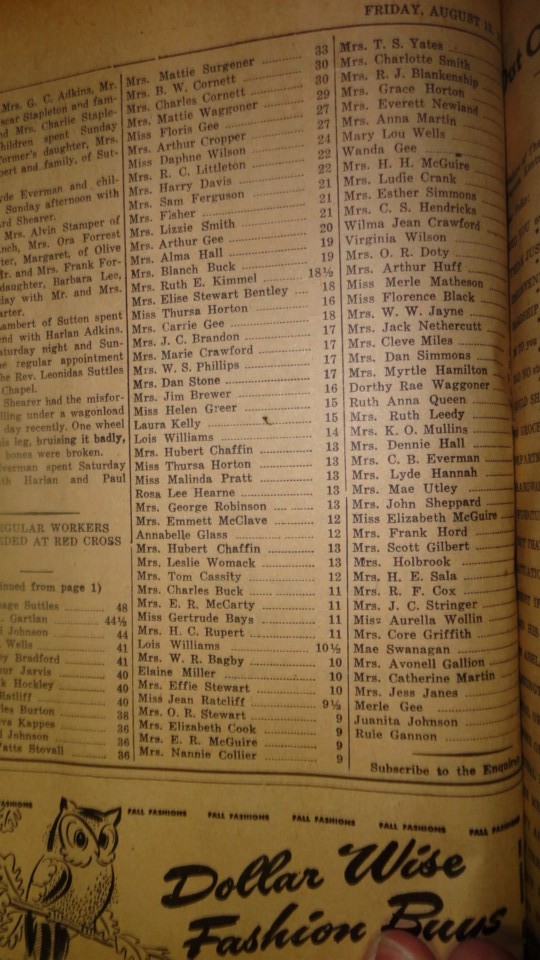 FRIDAY, AUGUST
Mrs. G. C. Adkins, Mr.
Stapleton and fam-
Mrs. Charlie Staple-
children spent Sunday
former's daughter, Mrs.
and family, of Sut-
Everman and chil-
Sunday afternoon with
Shearer.
Mrs. Alvin Stamper of
Mrs. Ora Forrest
Margaret, of Olive
and Mrs. Frank For-
daughter, Barbara Lee,
with Mr. and Mrs.
Lambert of Sutton spent
with Harlan Adkins.
Saturday night and Sun-
regular appointment
Rev. Leonidas Suttles
Chapel.
Shearer had the misfor-
under a wagonload
day recently. One wheel
leg, bruising it badly,
bones were broken.
Everman spent Saturday
Harlan and Paul
REGULAR WORKERS
NEEDED AT RED CROSS
from page 1)
Suttles 48
Gartian 44½
Johnson 44
Wells 41
Bradford 41
Jarvis 40
Hockley 40
Ratliff 40
Burton 38
Kappes 36
Johnson 36
Stovall 36
Mrs. Mattie Surgener 33
Mrs. B. W. Cornett 30
Mrs. Charles Cornett 30
Mrs. Mattie Waggoner 29
Miss Floris Gee 27
Mrs. Arthur Cropper 27
Miss Daphne Wilson 24
Mrs. R. C. Littleton 22
Mrs. Harry Davis 22
Mrs. Sam Ferguson 21
Mrs. Fisher 21
Mrs. Lizzie Smith 21
Mrs. Arthur Gee 20
Mrs. Alma Hall 19
Mrs. Blanch Buck 19
Mrs. Ruth E. Kimmel 18½
Mrs. Elise Stewart Bentley 18
Miss Thursa Horton 16
Mrs. Carrie Gee 18
Mrs. J. C. Brandon 17
Mrs. Marie Crawford 17
Mrs. W. S. Phillips 17
Mrs. Dan Stone 17
Mrs. Jim Brewer 16
Miss Helen Greer 15
Laura Kelly 15
Lois Williams 14
Mrs. Hubert Chaffin 13
Miss Thursa Horton 13
Miss Malinda Pratt 13
Rosa Lee Hearne 13
Mrs. George Robinson 13
Mrs. Emmett McClave 12
Annabelle Glass 12
Mrs. Hubert Chaffin 13
Mrs. Leslie Womack 13
Mrs. Tom Cassity 12
Mrs. Charles Buck 11
Mrs. E. R. McCarty 11
Miss Gertrude Bays 11
Mrs. H. C. Rupert 11
Lois Williams 10½
Mrs. W. R. Bagby 10
Elaine Miller 10
Mrs. Effie Stewart 10
Miss Jean Ratcliff 9½
Mrs. O. R. Stewart 9
Mrs. Elizabeth Cook 9
Mrs. E. R. McGuire 9
Mrs. Nannie Collier 9
Mrs. T. S. Yates
Mrs. Charlotte Smith
Mrs. R. J. Blankenship
Mrs. Grace Horton
Mrs. Everett Newland
Mrs. Anna Martin
Mary Lou Wells
Wanda Gee
Mrs. H. H. McGuire
Mrs. Ludie Crank
Mrs. Esther Simmons
Mrs. C. S. Hendricks
Wilma Jean Crawford
Virginia Wilson
Mrs. O. R. Doty
Mrs. Arthur Huff
Miss Merle Matheson
Miss Florence Black
Mrs. W. W. Jayne
Mrs. Jack Nethercutt
Mrs. Cleve Miles
Mrs. Dan Simmons
Mrs. Myrtle Hamilton
Dorthy Rae Waggoner
Ruth Anna Queen
Mrs. Ruth Leedy
Mrs. K. O. Mullins
Mrs. Dennie Hall
Mrs. C. B. Everman
Mrs. Lyde Hannah
Mrs. Mae Utley
Mrs. John Sheppard
Miss Elizabeth McGuire
Mrs. Frank Hord
Mrs. Scott Gilbert
Mrs. Holbrook
Mrs. H. E. Sala
Mrs. R. F. Cox
Mrs. J. C. Stringer
Miss Aurella Wollin
Mrs. Core Griffith
Mae Swanagan
Mrs. Avonell Gallion
Mrs. Catherine Martin
Mrs. Jess Janes
Merle Gee
Juanita Johnson
Ruie Gannon
Subscribe to the Enquirer
FASHIONS FALL FASHIONS FALL FASHIONS FALL FASHIONS FALL FASHIONS FALL FASHIONS
Dollar Wise
Fashion Buys